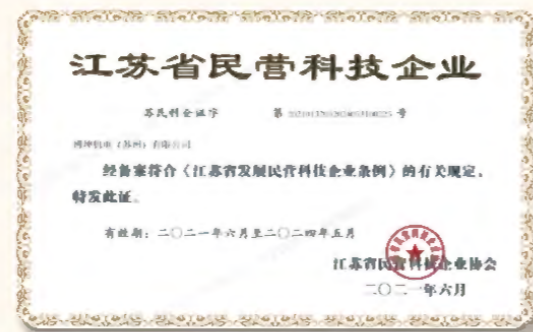 江苏省民营科技企业
苏民科企证字 第 号
博坤机电（苏州）有限公司
经备案符合《江苏省发展民营科技企业条例》的有关规定，
特发此证。
有效期：二〇二一年六月至二〇二四年五月
江苏省民营科技企业协会
二〇二一年六月